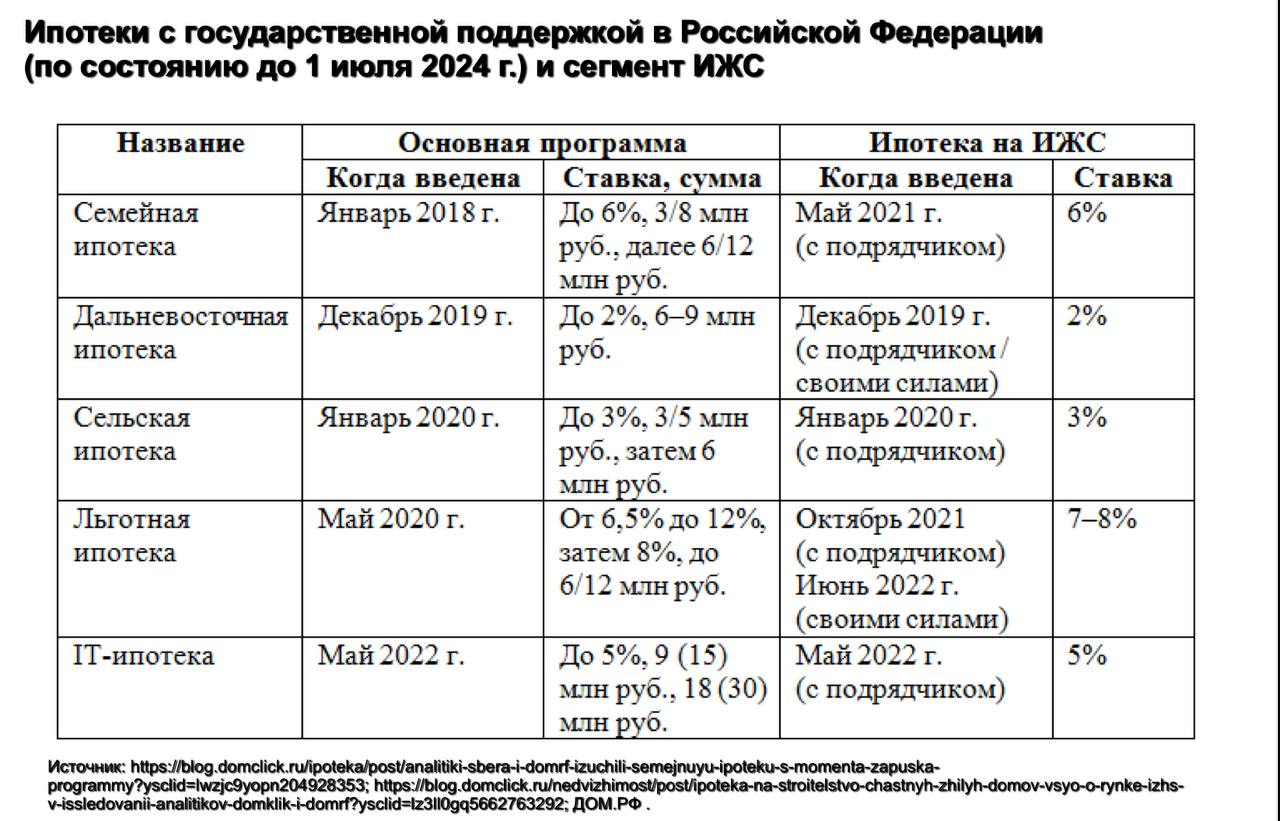 Ипотеки с государственной поддержкой в Российской Федерации
(по состоянию до 1 июля 2024 г.) и сегмент ИЖС
Название
Основная программа
Ипотека на ИЖС
Когда введена
Ставка, сумма
Когда введена
Ставка
Семейная
ипотека
Январь 2018 г.
До 6%, 3/8 млн
руб., далее 6/12
млн руб.
Май 2021 г.
(с подрядчиком)
6%
Дальневосточная
ипотека
Декабрь 2019 г.
До 2%, 6–9 млн
руб.
Декабрь 2019 г.
(с подрядчиком /
своими силами)
2%
Сельская
ипотека
Январь 2020 г.
До 3%, 3/5 млн
руб., затем 6
млн руб.
Январь 2020 г.
(с подрядчиком)
3%
Льготная
ипотека
Май 2020 г.
От 6,5% до 12%,
затем 8%, до
6/12 млн руб.
Октябрь 2021
(с подрядчиком)
Июнь 2022 г.
(своими силами)
7–8%
IT-ипотека
Май 2022 г.
До 5%, 9 (15)
млн руб., 18 (30)
млн руб.
Май 2022 г.
(с подрядчиком)
5%
Источник: https://blog.domclick.ru/ipoteka/post/analitiki-sbera-i-domrf-izuchili-semejnuyu-ipoteku-s-momenta-zapuska-
programmy?ysclid=lwzjc9yopn204928353; https://blog.domclick.ru/nedvizhimost/post/ipoteka-na-stroitelstvo-chastnyh-zhilyh-domov-vsyo-o-rynke-izhs-
v-issledovanii-analitikov-domklik-i-domrf?ysclid=lz3ll0gq5662763292; ДОМ.РФ .